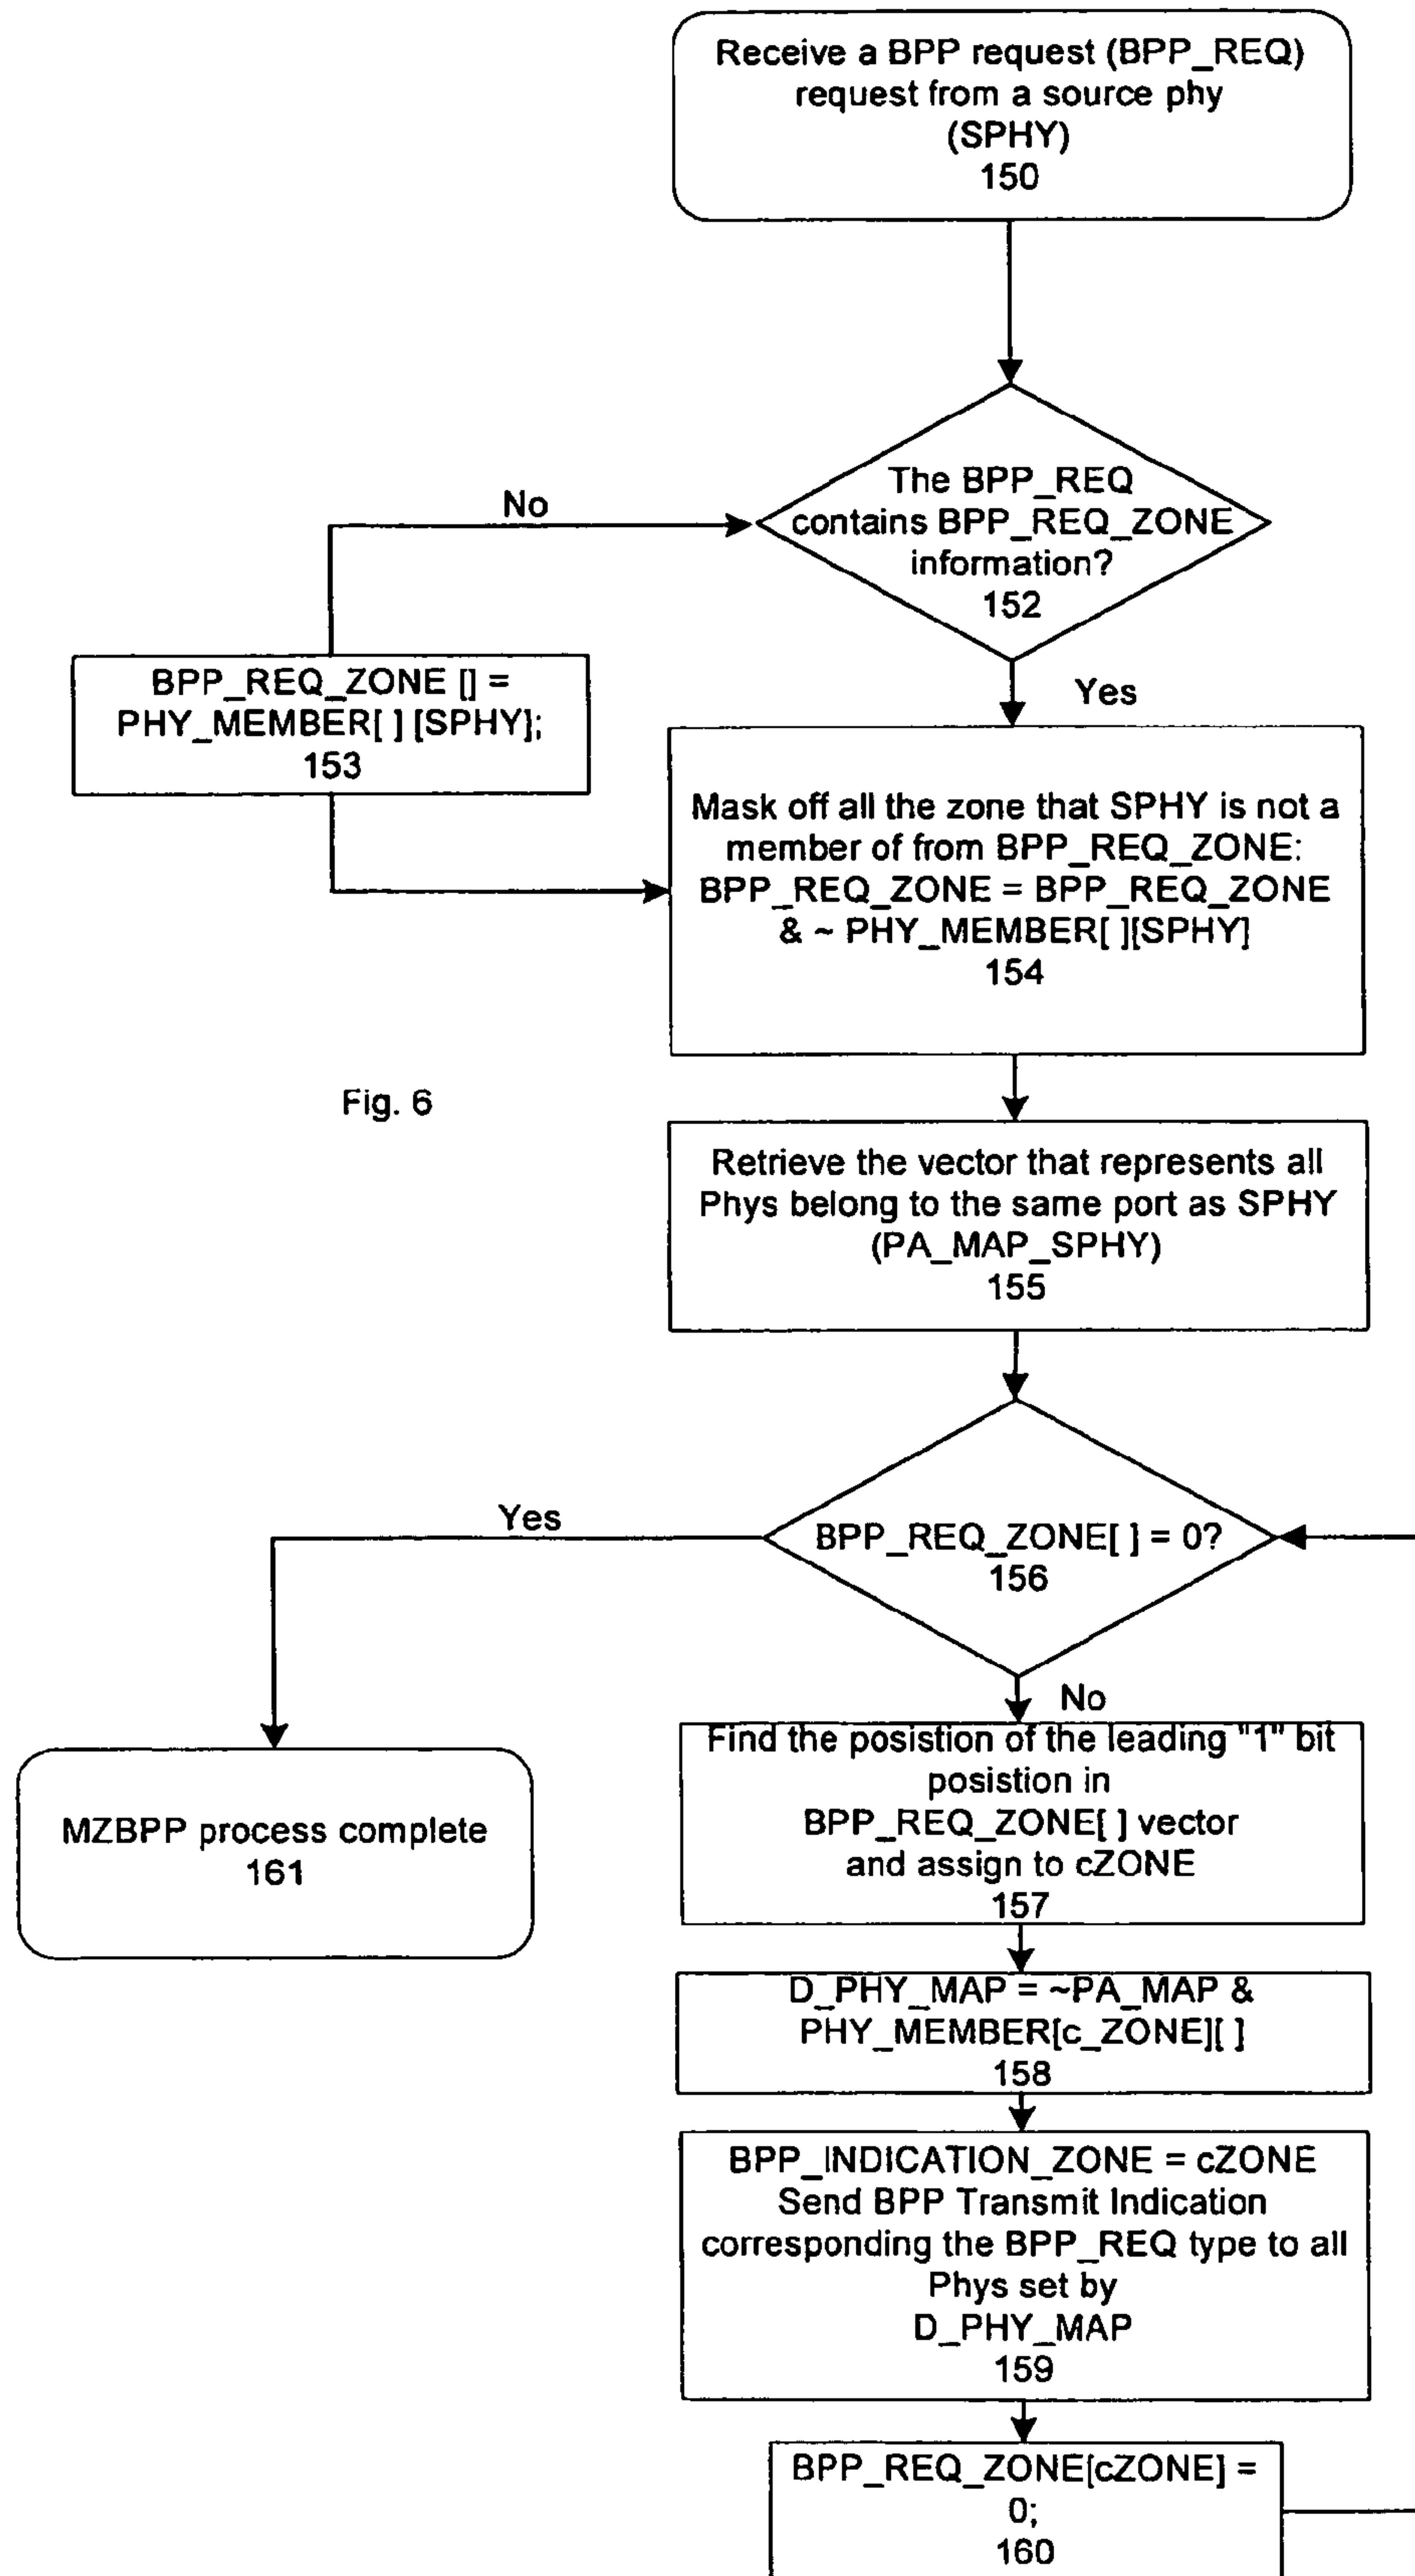 Receive a BPP request (BPP_REQ)
request from a source phy
(SPHY)
150
The BPP_REQ
contains BPP_REQ_ZONE
information?
152
No
Yes
BPP_REQ_ZONE [] =
PHY_MEMBER[ ] [SPHY];
153
Mask off all the zone that SPHY is not a
member of from BPP_REQ_ZONE:
BPP_REQ_ZONE = BPP_REQ_ZONE
& ~ PHY_MEMBER[ ][SPHY]
154
Fig. 6
Retrieve the vector that represents all
Phys belong to the same port as SPHY
(PA_MAP_SPHY)
155
Yes
BPP_REQ_ZONE[ ] = 0?
156
No
MZBPP process complete
161
Find the posistion of the leading "1" bit
posistion in
BPP_REQ_ZONE[ ] vector
and assign to cZONE
157
D_PHY_MAP = ~PA_MAP &
PHY_MEMBER[c_ZONE][ ]
158
BPP_INDICATION_ZONE = cZONE
Send BPP Transmit Indication
corresponding the BPP_REQ type to all
Phys set by
D_PHY_MAP
159
BPP_REQ_ZONE[cZONE] =
0;
160